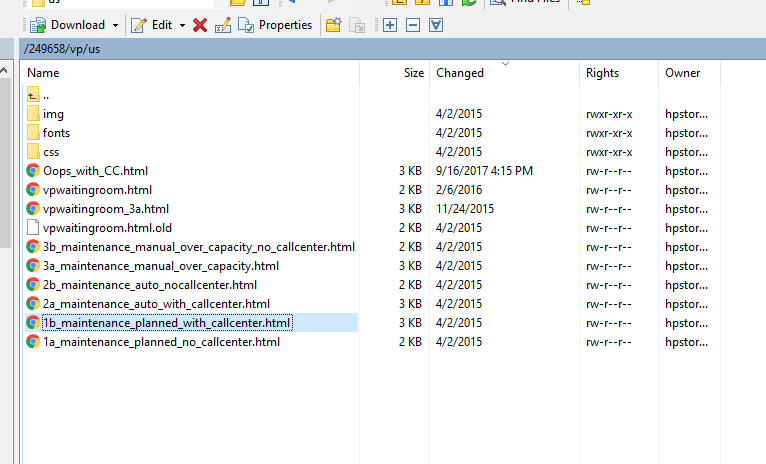 us
Find Files
Download Edit Properties
/249658/vp/us
Name Size Changed Rights Owner
..
img 4/2/2015 rwxr-xr-x hpstor...
fonts 4/2/2015 rwxr-xr-x hpstor...
css 4/2/2015 rwxr-xr-x hpstor...
Oops_with_CC.html 3 KB 9/16/2017 4:15 PM rw-r--r-- hpstor...
vpwaitingroom.html 2 KB 2/6/2016 rw-r--r-- hpstor...
vpwaitingroom_3a.html 3 KB 11/24/2015 rw-r--r-- hpstor...
vpwaitingroom.html.old 2 KB 4/2/2015 rw-r--r-- hpstor...
3b_maintenance_manual_over_capacity_no_callcenter.html 2 KB 4/2/2015 rw-r--r-- hpstor...
3a_maintenance_manual_over_capacity.html 3 KB 4/2/2015 rw-r--r-- hpstor...
2b_maintenance_auto_nocallcenter.html 2 KB 4/2/2015 rw-r--r-- hpstor...
2a_maintenance_auto_with_callcenter.html 3 KB 4/2/2015 rw-r--r-- hpstor...
1b_maintenance_planned_with_callcenter.html 3 KB 4/2/2015 rw-r--r-- hpstor...
1a_maintenance_planned_no_callcenter.html 2 KB 4/2/2015 rw-r--r-- hpstor...